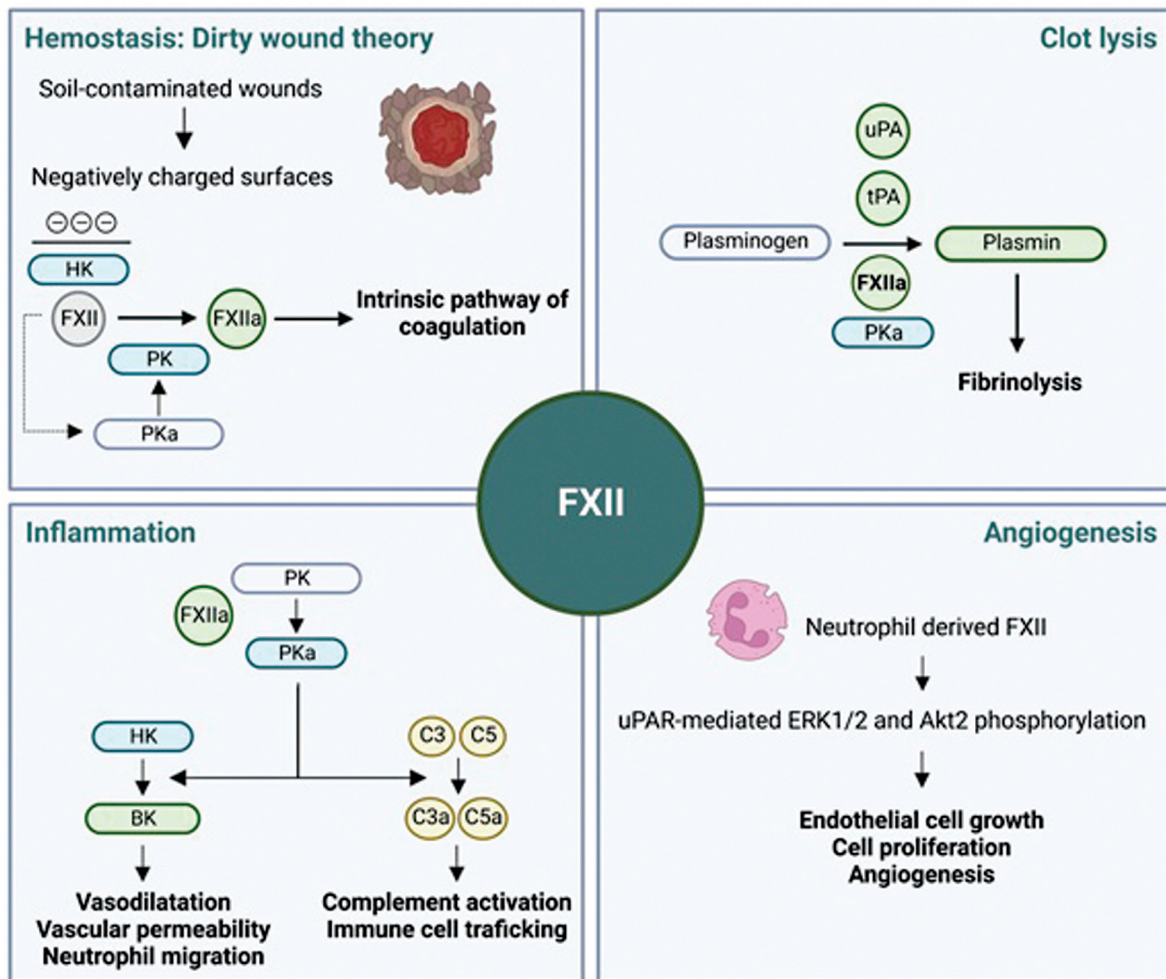 Hemostasis: Dirty wound theory
Soil-contaminated wounds
Negatively charged surfaces
⊖⊖⊖
HK
FXII
FXIIa
Intrinsic pathway of
coagulation
PK
PKa
Clot lysis
uPA
tPA
Plasminogen
Plasmin
FXIIa
PKa
Fibrinolysis
FXII
Inflammation
PK
FXIIa
PKa
HK
C3 C5
BK
C3a C5a
Vasodilatation
Vascular permeability
Neutrophil migration
Complement activation
Immune cell traficking
Angiogenesis
Neutrophil derived FXII
uPAR-mediated ERK1/2 and Akt2 phosphorylation
Endothelial cell growth
Cell proliferation
Angiogenesis